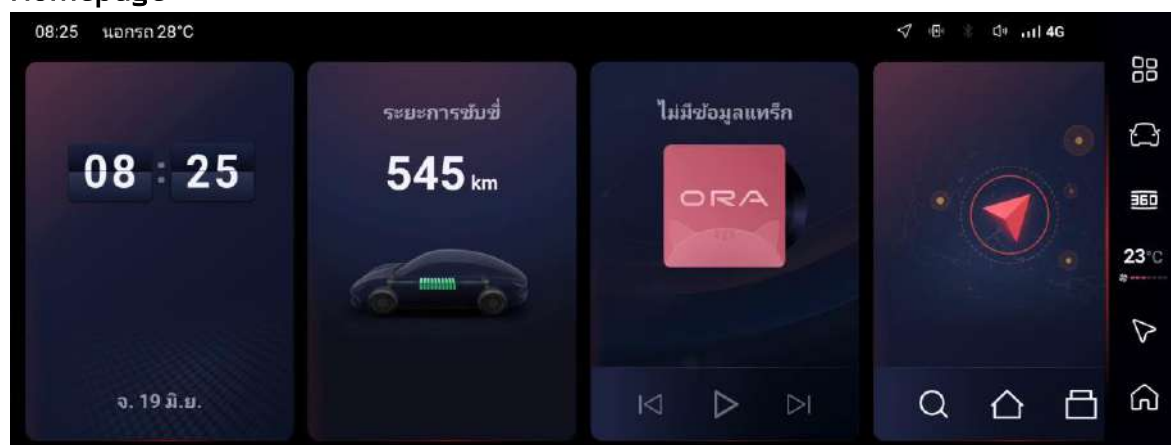 Homepage
08:25 นอกรถ 28°C
4G
08:25
จ. 19 มิ.ย.
ระยะการขับขี่
545 km
ไม่มีข้อมูลแทร็ก
ORA
360
23°C